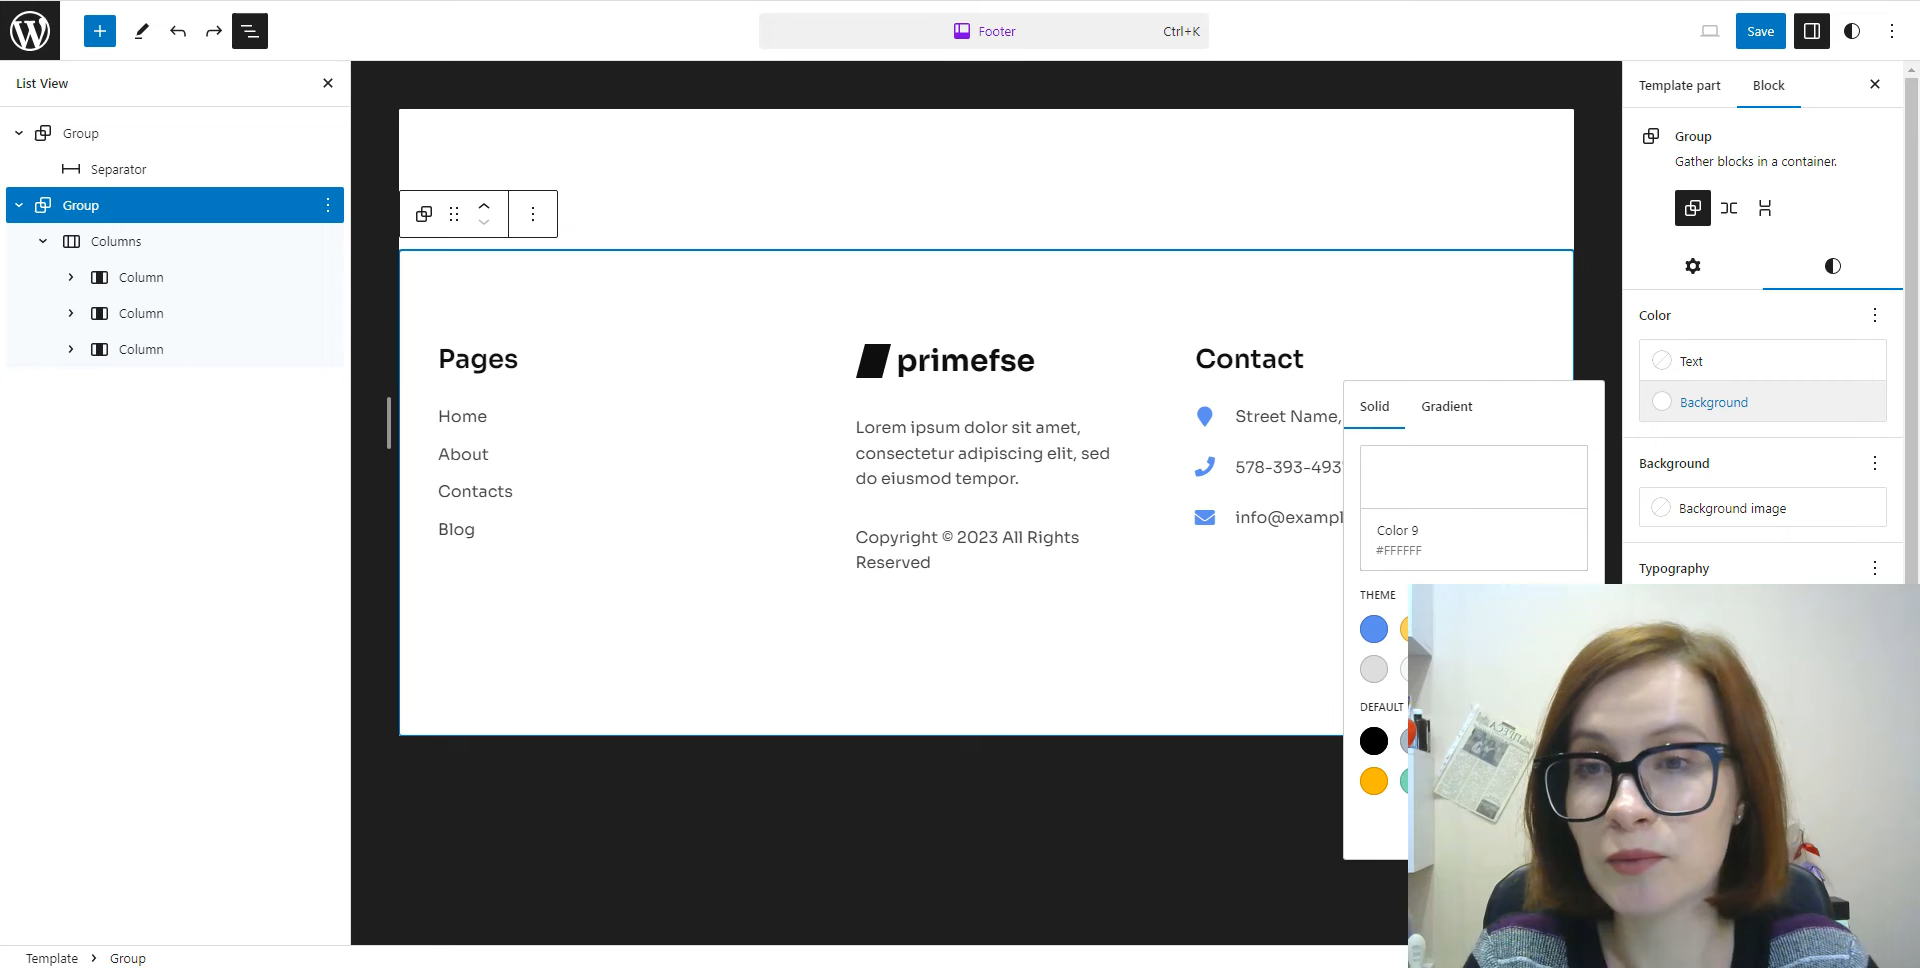 Footer
Ctrl+K
Save
List View
Group
Separator
Group
Columns
Column
Column
Column
Template
Group
Pages
Home
About
Contacts
Blog
primefse
Lorem ipsum dolor sit amet,
consectetur adipiscing elit, sed
do eiusmod tempor.
Copyright © 2023 All Rights
Reserved
Contact
Street Name,
578-393-493
info@exampl
Solid
Gradient
Color 9
#FFFFFF
THEME
DEFAULT
Template part
Block
Group
Gather blocks in a container.
Color
Text
Background
Background
Background image
Typography